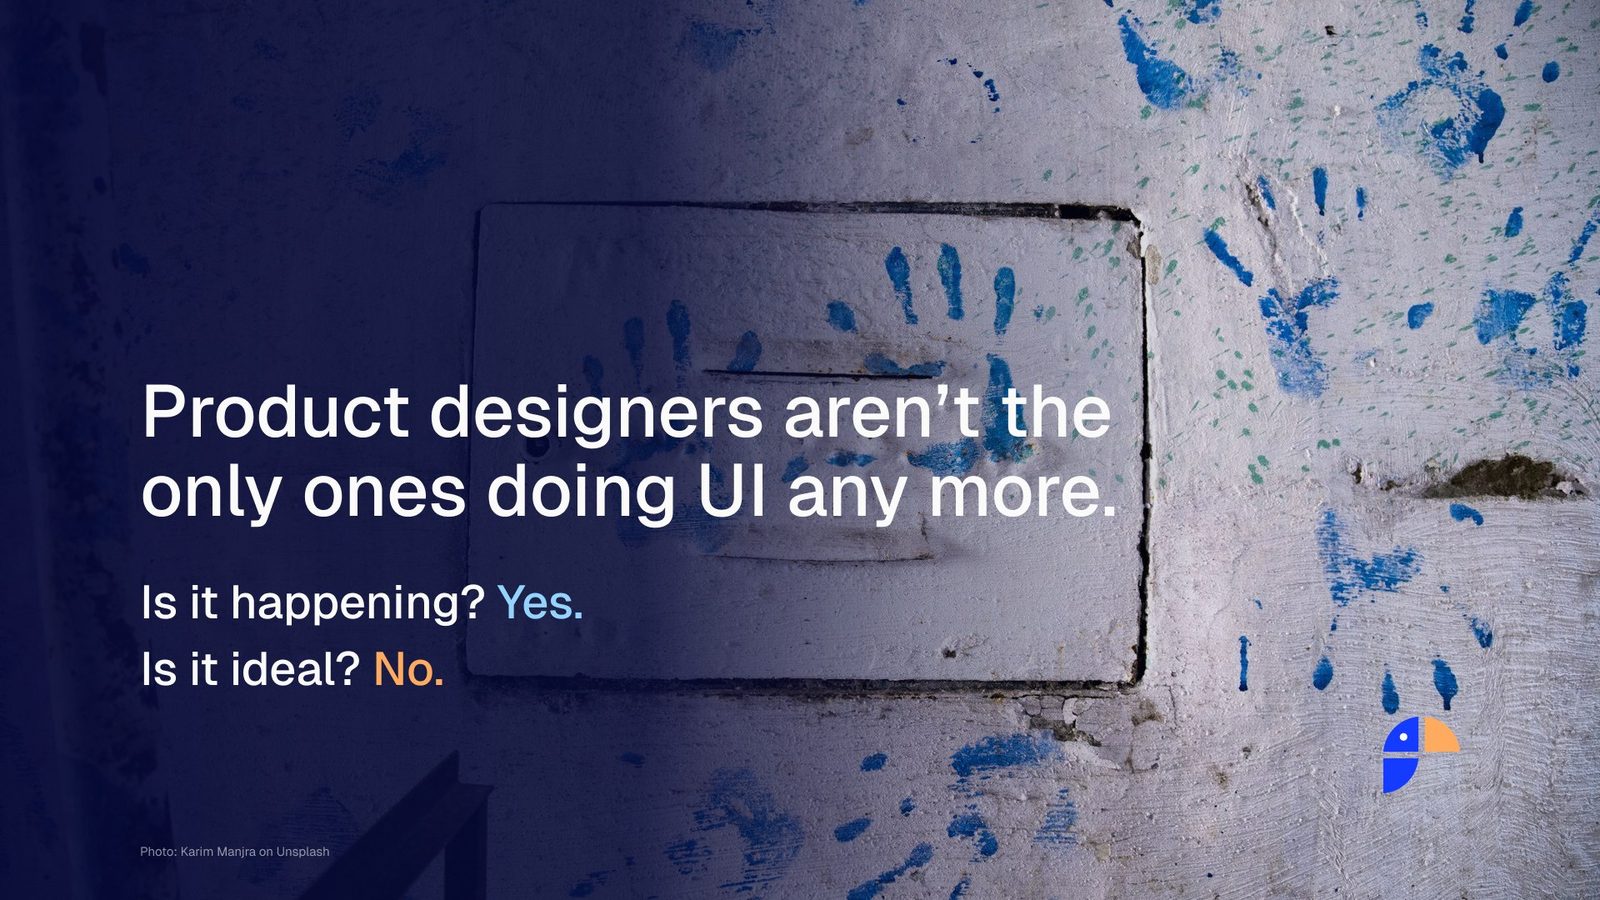 Product designers aren’t the
only ones doing UI any more.
Is it happening? Yes.
Is it ideal? No.
Photo: Karim Manjra on Unsplash